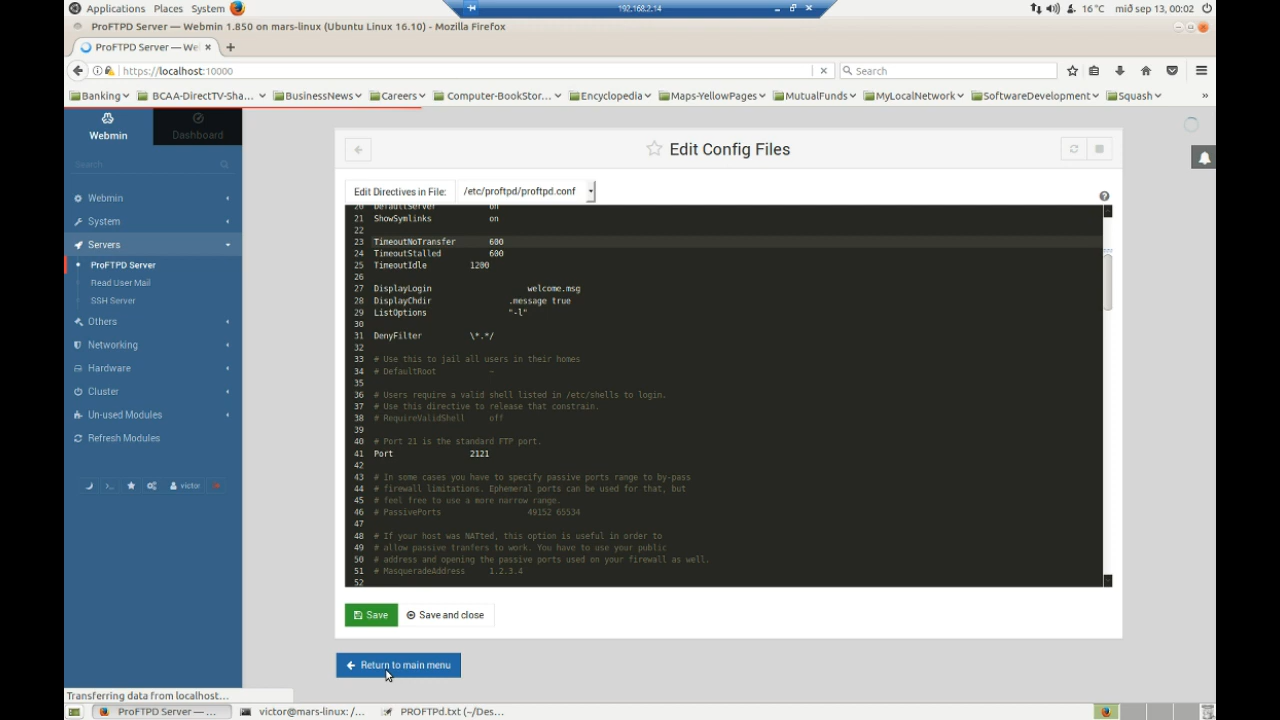 Applications Places System
192.168.2.14
16 °C mið sep 13, 00:02
ProFTPD Server — Webmin 1.850 on mars-linux (Ubuntu Linux 16.10) - Mozilla Firefox
ProFTPD Server — We
https://localhost:10000
Search
Banking BCAA-DirectTV-Sha... BusinessNews Careers Computer-BookStor... Encyclopedia Maps-YellowPages MutualFunds MyLocalNetwork SoftwareDevelopment Squash »
Webmin
Dashboard
Search
Webmin
System
Servers
ProFTPD Server
Read User Mail
SSH Server
Others
Networking
Hardware
Cluster
Un-used Modules
Refresh Modules
victor
Edit Config Files
Edit Directives in File: /etc/proftpd/proftpd.conf
20 DefaultServer on
21 ShowSymlinks on
22
23 TimeoutNoTransfer 600
24 TimeoutStalled 600
25 TimeoutIdle 1200
26
27 DisplayLogin welcome.msg
28 DisplayChdir .message true
29 ListOptions "-l"
30
31 DenyFilter \*.*/
32
33 # Use this to jail all users in their homes
34 # DefaultRoot ~
35
36 # Users require a valid shell listed in /etc/shells to login.
37 # Use this directive to release that constrain.
38 # RequireValidShell off
39
40 # Port 21 is the standard FTP port.
41 Port 2121
42
43 # In some cases you have to specify passive ports range to by-pass
44 # firewall limitations. Ephemeral ports can be used for that, but
45 # feel free to use a more narrow range.
46 # PassivePorts 49152 65534
47
48 # If your host was NATted, this option is useful in order to
49 # allow passive tranfers to work. You have to use your public
50 # address and opening the passive ports used on your firewall as well.
51 # MasqueradeAddress 1.2.3.4
52
Save
Save and close
Return to main menu
Transferring data from localhost...
ProFTPD Server — ... victor@mars-linux: /... PROFTPd.txt (~/Des...